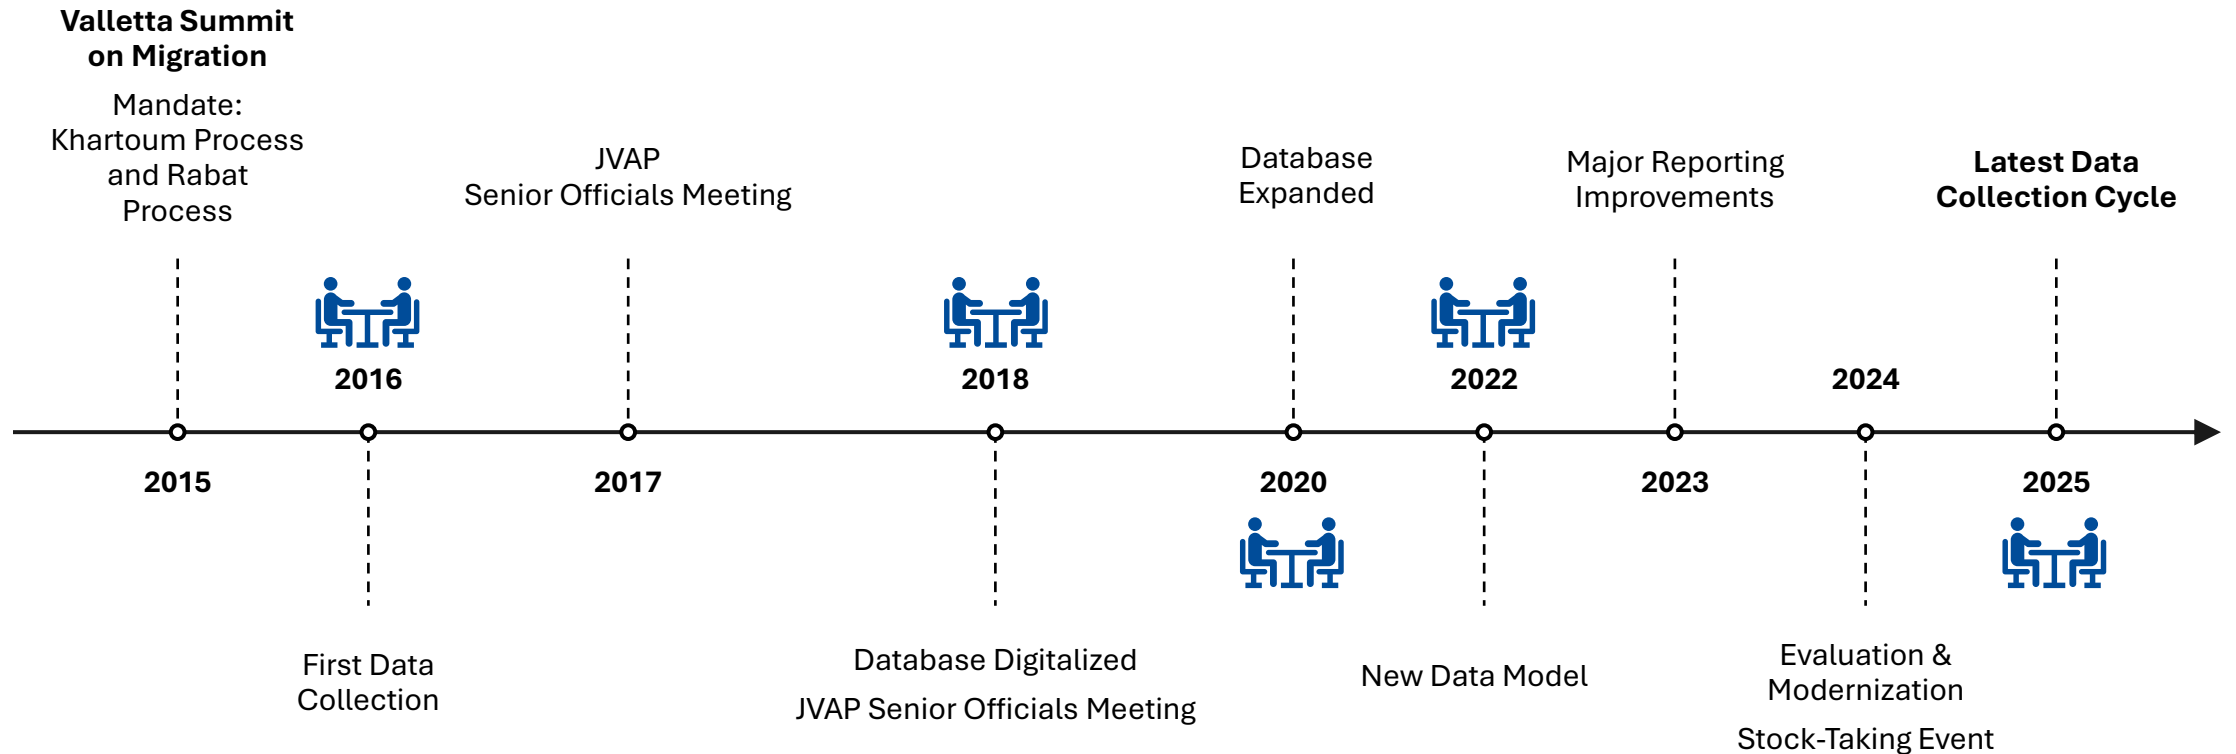 Valletta Summit
on Migration
Mandate:
Khartoum Process
and Rabat
Process
JVAP
Senior Officials Meeting
Database
Expanded
Major Reporting
Improvements
Latest Data
Collection Cycle
2016
2018
2022
2024
2015
2017
2020
2023
2025
First Data
Collection
Database Digitalized
JVAP Senior Officials Meeting
New Data Model
Evaluation &
Modernization
Stock-Taking Event